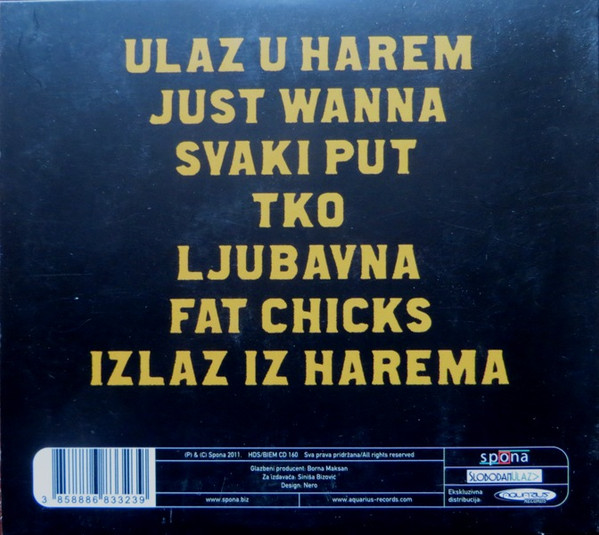 ULAZ U HAREM
JUST WANNA
SVAKI PUT
TKO
LJUBAVNA
FAT CHICKS
IZLAZ IZ HAREMA
(P) & (C) Spona 2011. HDS/BIEM CD 160 Sva prava pridržana/All rights reserved
Glazbeni producent: Borna Maksan
Za izdavača: Siniša Bizović
Design: Nero
www.spona.biz www.aquarius-records.com
3 858886 833239
spona
SLOBODANULAZ>
Ekskluzivna
distribucija:
AQUARIUS
RECORDS